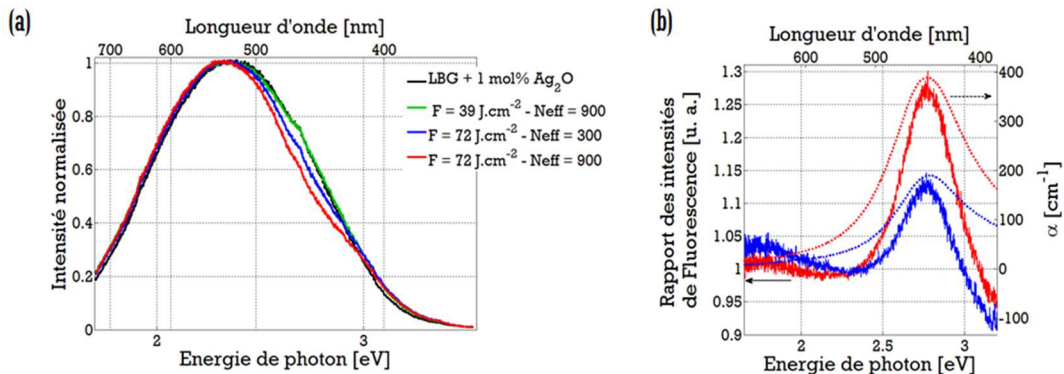 (a)
Longueur d'onde [nm]
700 600 500 400
Intensité normalisée
1
0.8
0.6
0.4
0.2
LBG + 1 mol% Ag2O
F = 39 J.cm-2 - Neff = 900
F = 72 J.cm-2 - Neff = 300
F = 72 J.cm-2 - Neff = 900
2 3
Energie de photon [eV]
(b)
Longueur d'onde [nm]
600 500 400
Rapport des intensités
de Fluorescence [u. a.]
1.3
1.25
1.2
1.15
1.1
1.05
1
0.95
0.9
400
300
200
100
0
-100
α [cm-1]
2 2.5 3
Energie de photon [eV]